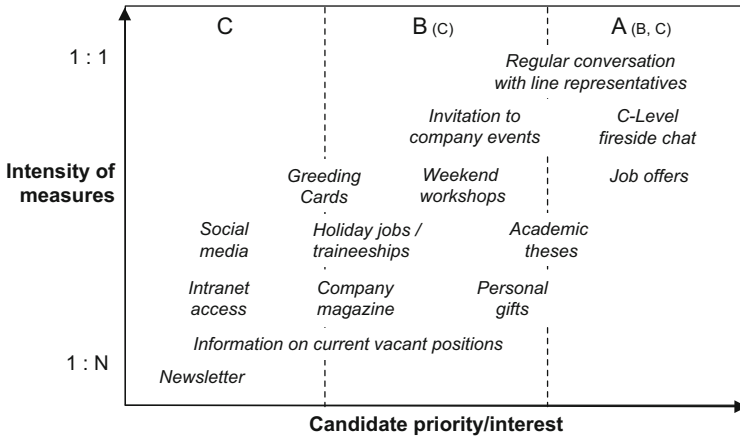 C
B (C)
A (B, C)
1 : 1
Regular conversation
with line representatives
Invitation to
company events
C-Level
fireside chat
Intensity of
measures
Greeding
Cards
Weekend
workshops
Job offers
Social
media
Holiday jobs /
traineeships
Academic
theses
Intranet
access
Company
magazine
Personal
gifts
Information on current vacant positions
1 : N
Newsletter
Candidate priority/interest